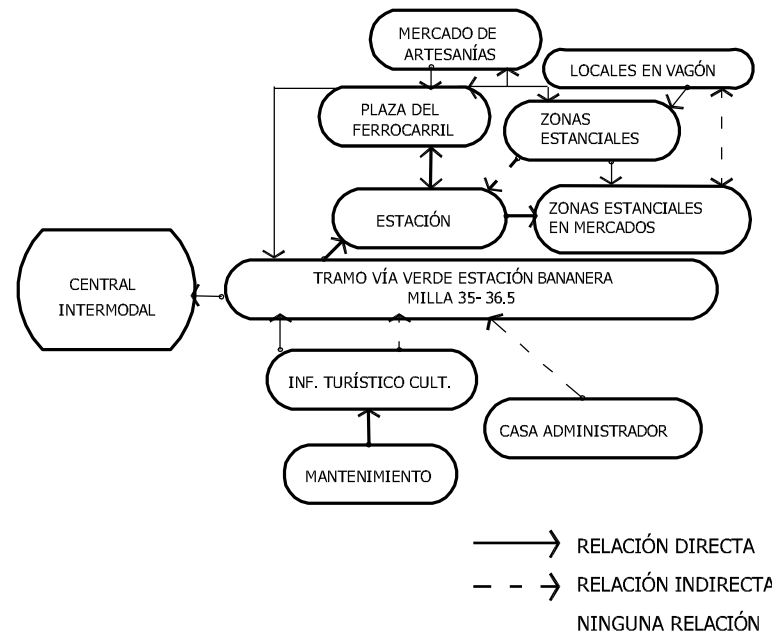 MERCADO DE
ARTESANÍAS
LOCALES EN VAGÓN
PLAZA DEL
FERROCARRIL
ZONAS
ESTANCIALES
ESTACIÓN
ZONAS ESTANCIALES
EN MERCADOS
CENTRAL
INTERMODAL
TRAMO VÍA VERDE ESTACIÓN BANANERA
MILLA 35- 36.5
INF. TURÍSTICO CULT.
CASA ADMINISTRADOR
MANTENIMIENTO
RELACIÓN DIRECTA
RELACIÓN INDIRECTA
NINGUNA RELACIÓN